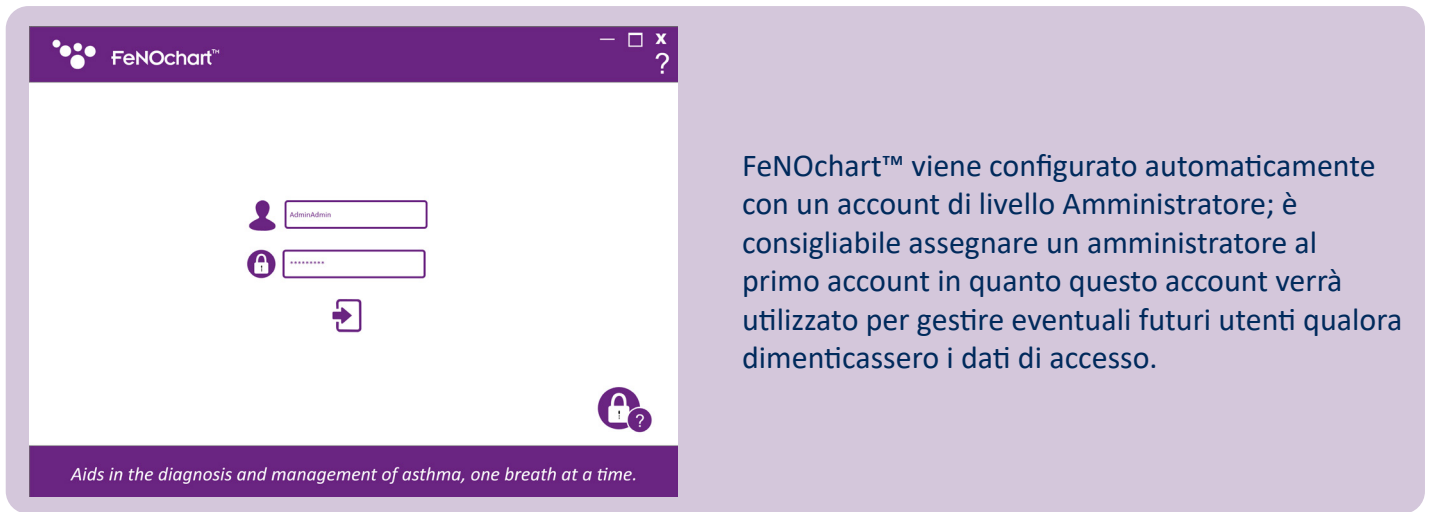 FeNOchart™
— □ x
?
AdminAdmin
*********
?
Aids in the diagnosis and management of asthma, one breath at a time.
FeNOchart™ viene configurato automaticamente
con un account di livello Amministratore; è
consigliabile assegnare un amministratore al
primo account in quanto questo account verrà
utilizzato per gestire eventuali futuri utenti qualora
dimenticassero i dati di accesso.